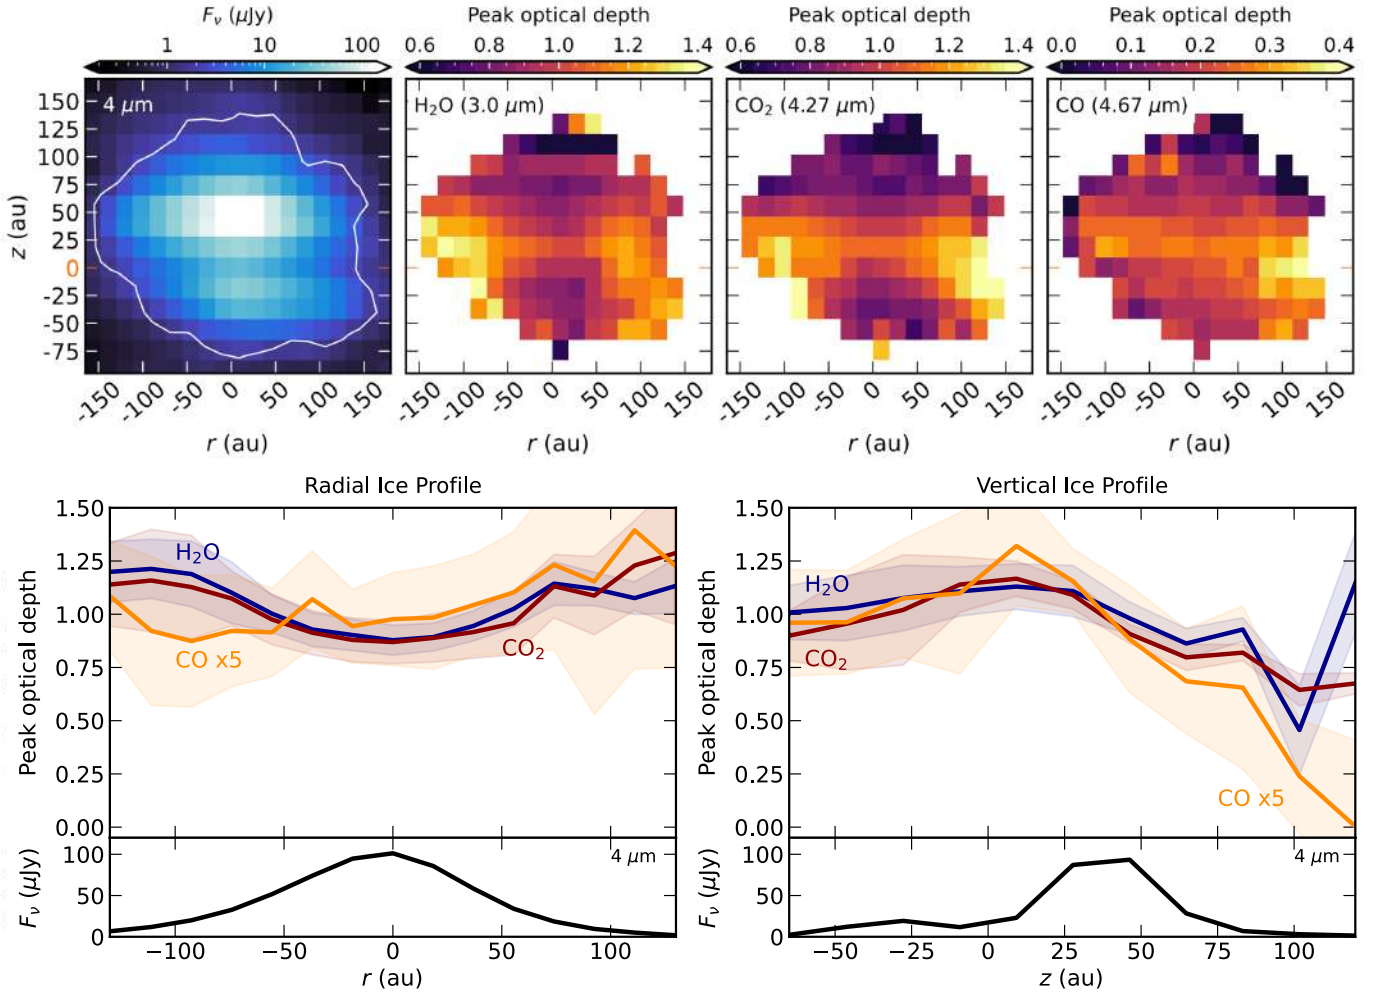 Fν (μJy)
Peak optical depth
Peak optical depth
Peak optical depth
1 10 100
0.6 0.8 1.0 1.2 1.4
0.6 0.8 1.0 1.2 1.4
0.0 0.1 0.2 0.3 0.4
4 μm
H₂O (3.0 μm)
CO₂ (4.27 μm)
CO (4.67 μm)
z (au)
150
125
100
75
50
25
0
-25
-50
-75
-150 -100 -50 0 50 100 150
-150 -100 -50 0 50 100 150
-150 -100 -50 0 50 100 150
-150 -100 -50 0 50 100 150
r (au)
r (au)
r (au)
r (au)
Radial Ice Profile
Peak optical depth
1.50
1.25
1.00
0.75
0.50
0.25
0.00
H₂O
CO x5
CO₂
Fν (μJy)
100
50
0
4 μm
−100 −50 0 50 100
r (au)
Vertical Ice Profile
Peak optical depth
1.50
1.25
1.00
0.75
0.50
0.25
0.00
H₂O
CO₂
CO x5
Fν (μJy)
100
50
0
4 μm
−50 −25 0 25 50 75 100
z (au)